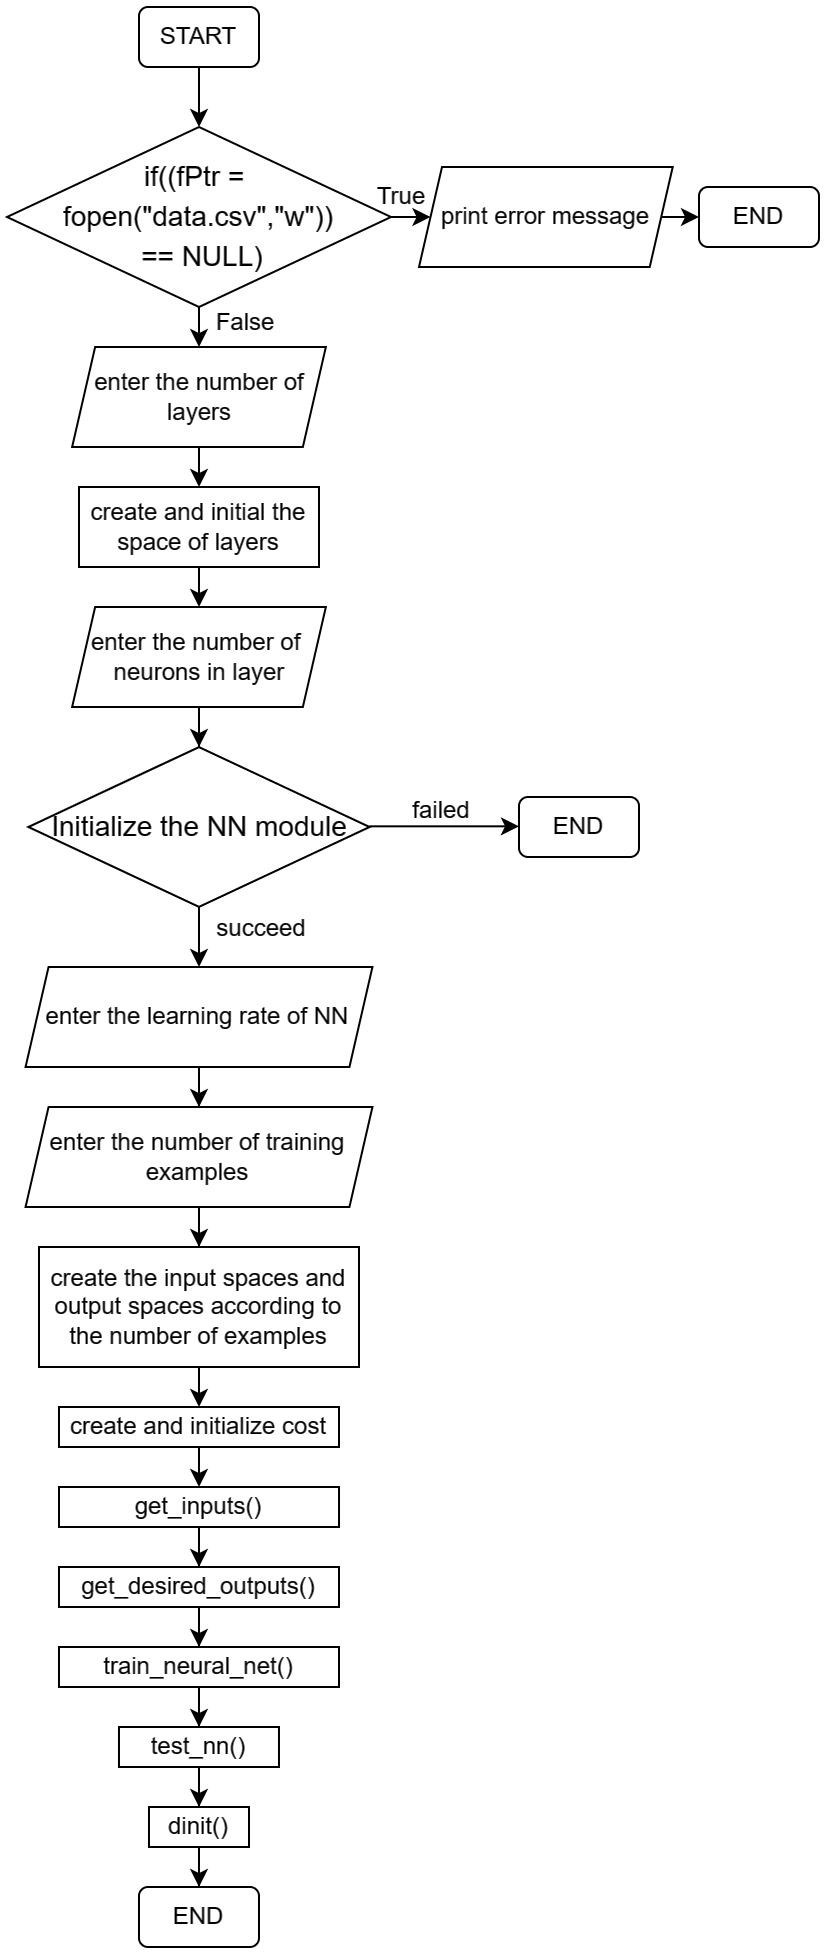 START
if((fPtr =
fopen("data.csv","w"))
== NULL)
True
print error message
END
False
enter the number of
layers
create and initial the
space of layers
enter the number of
neurons in layer
Initialize the NN module
failed
END
succeed
enter the learning rate of NN
enter the number of training
examples
create the input spaces and
output spaces according to
the number of examples
create and initialize cost
get_inputs()
get_desired_outputs()
train_neural_net()
test_nn()
dinit()
END